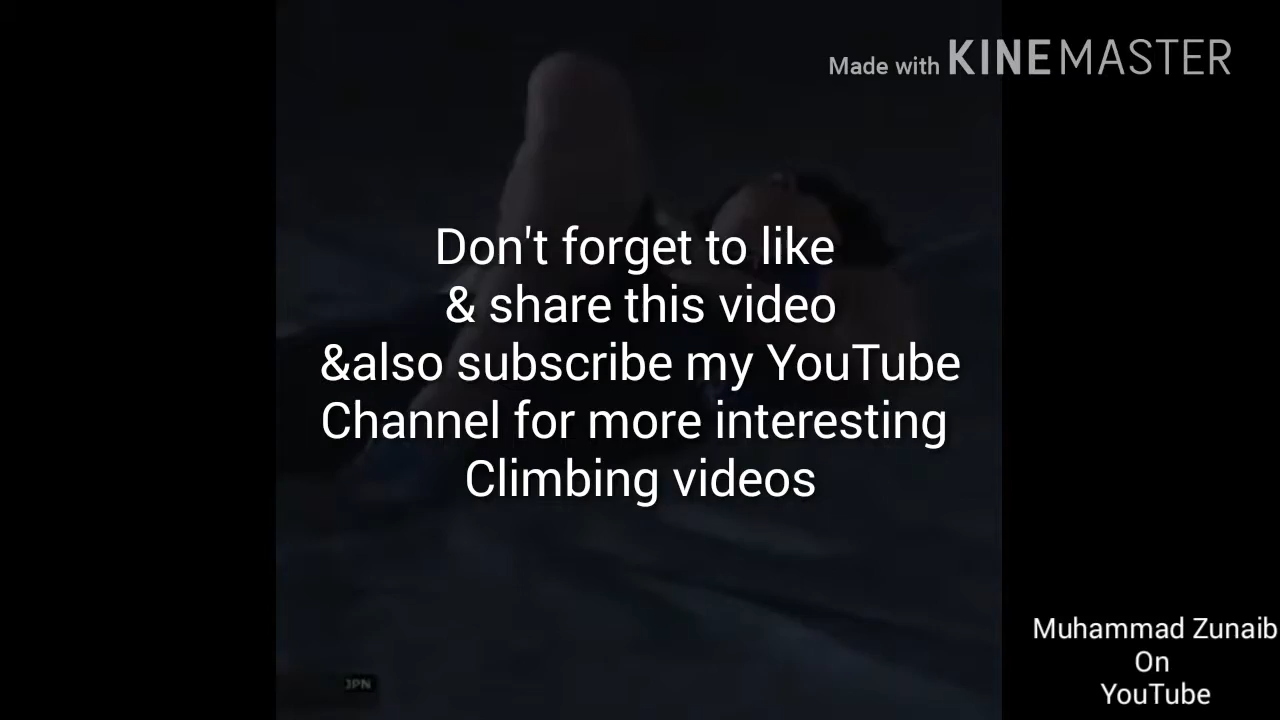 Made with KINEMASTER
Don't forget to like
& share this video
&also subscribe my YouTube
Channel for more interesting
Climbing videos
JPN
Muhammad Zunaib
On
YouTube